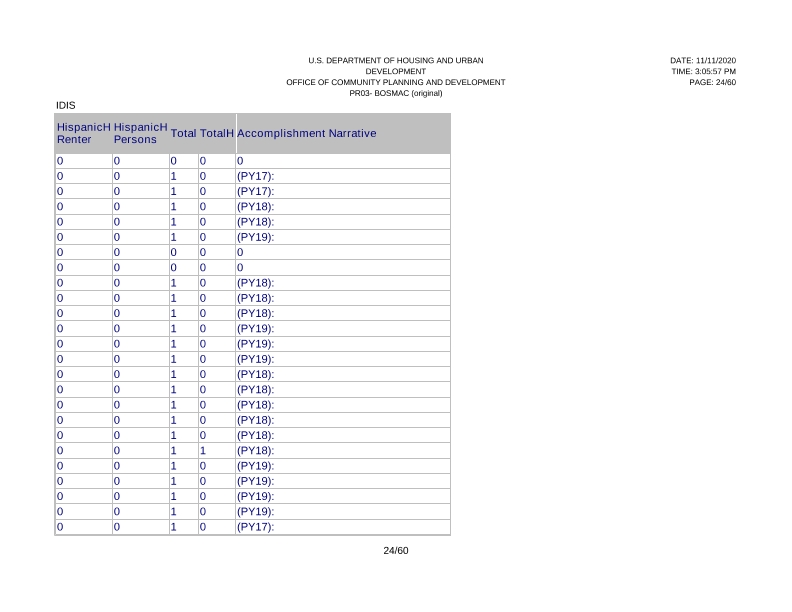 U.S. DEPARTMENT OF HOUSING AND URBAN DEVELOPMENT
OFFICE OF COMMUNITY PLANNING AND DEVELOPMENT
PR03- BOSMAC (original)
DATE: 11/11/2020
TIME: 3:05:57 PM
PAGE: 24/60
IDIS
HispanicH Renter HispanicH Persons Total TotalH Accomplishment Narrative
0 0 0 0 0
0 0 1 0 (PY17):
0 0 1 0 (PY17):
0 0 1 0 (PY18):
0 0 1 0 (PY18):
0 0 1 0 (PY19):
0 0 0 0 0
0 0 0 0 0
0 0 1 0 (PY18):
0 0 1 0 (PY18):
0 0 1 0 (PY18):
0 0 1 0 (PY19):
0 0 1 0 (PY19):
0 0 1 0 (PY19):
0 0 1 0 (PY18):
0 0 1 0 (PY18):
0 0 1 0 (PY18):
0 0 1 0 (PY18):
0 0 1 0 (PY18):
0 0 1 1 (PY18):
0 0 1 0 (PY19):
0 0 1 0 (PY19):
0 0 1 0 (PY19):
0 0 1 0 (PY19):
0 0 1 0 (PY17):
24/60